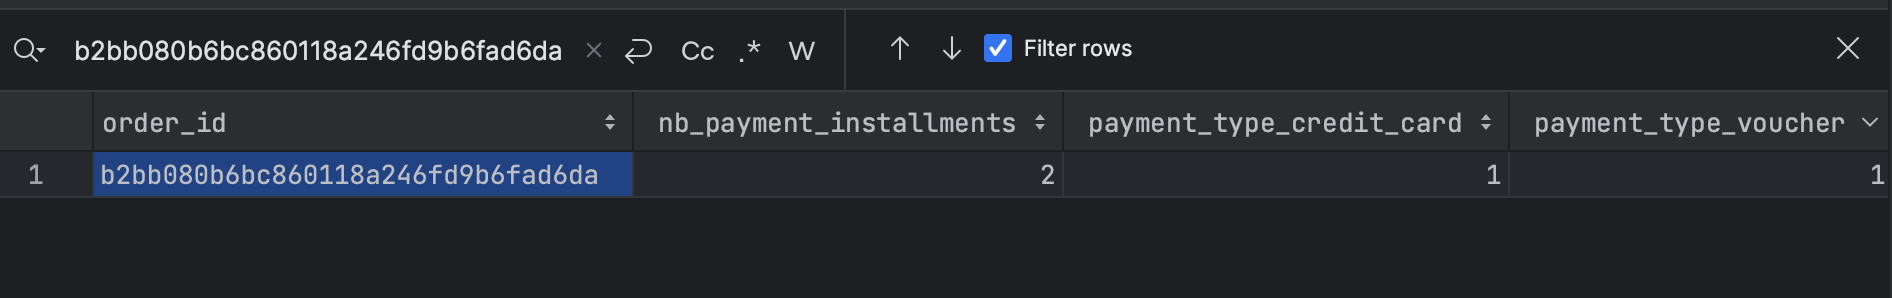 b2bb080b6bc860118a246fd9b6fad6da Cc .* W Filter rows
order_id nb_payment_installments payment_type_credit_card payment_type_voucher
1 b2bb080b6bc860118a246fd9b6fad6da 2 1 1